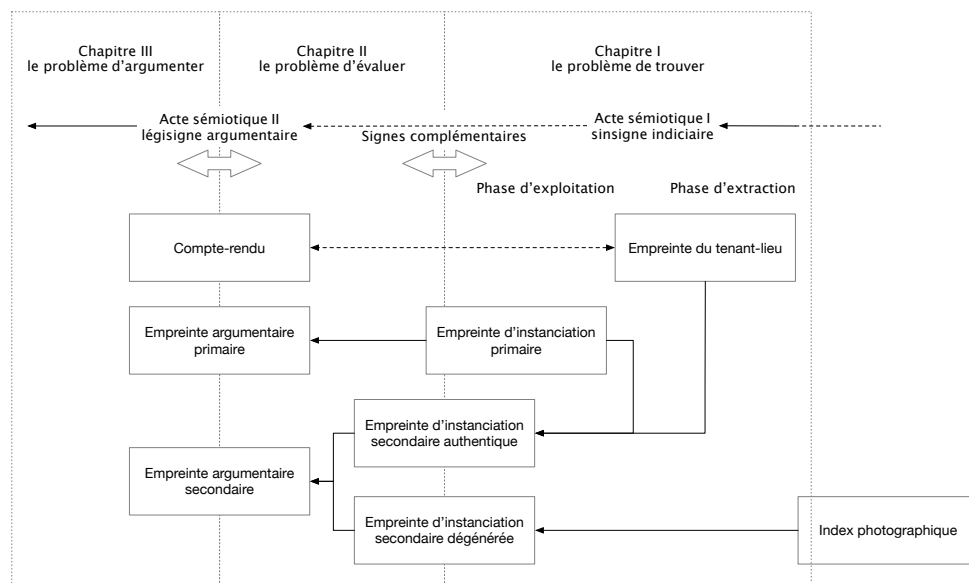 Chapitre III
le problème d'argumenter
Chapitre II
le problème d'évaluer
Chapitre I
le problème de trouver
Acte sémiotique II
légisigne argumentaire
Signes complémentaires
Acte sémiotique I
sinsigne indiciaire
Phase d'exploitation
Phase d'extraction
Compte-rendu
Empreinte du tenant-lieu
Empreinte argumentaire
primaire
Empreinte d'instanciation
primaire
Empreinte d'instanciation
secondaire authentique
Empreinte argumentaire
secondaire
Empreinte d'instanciation
secondaire dégénérée
Index photographique